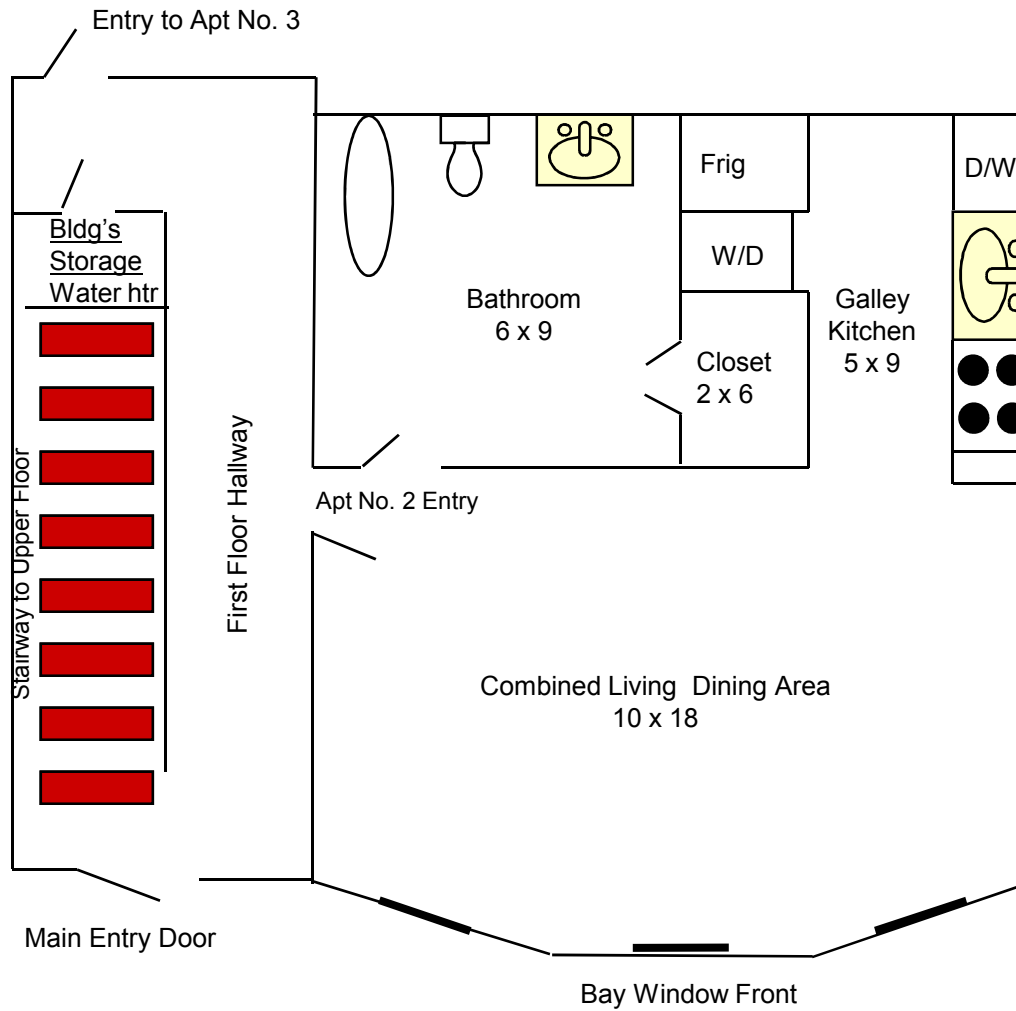 Entry to Apt No. 3
Frig
D/W
Bldg's
Storage
Water htr
W/D
Bathroom
6 x 9
Galley
Kitchen
5 x 9
Closet
2 x 6
Stairway to Upper Floor
First Floor Hallway
Apt No. 2 Entry
Combined Living  Dining Area
10 x 18
Main Entry Door
Bay Window Front